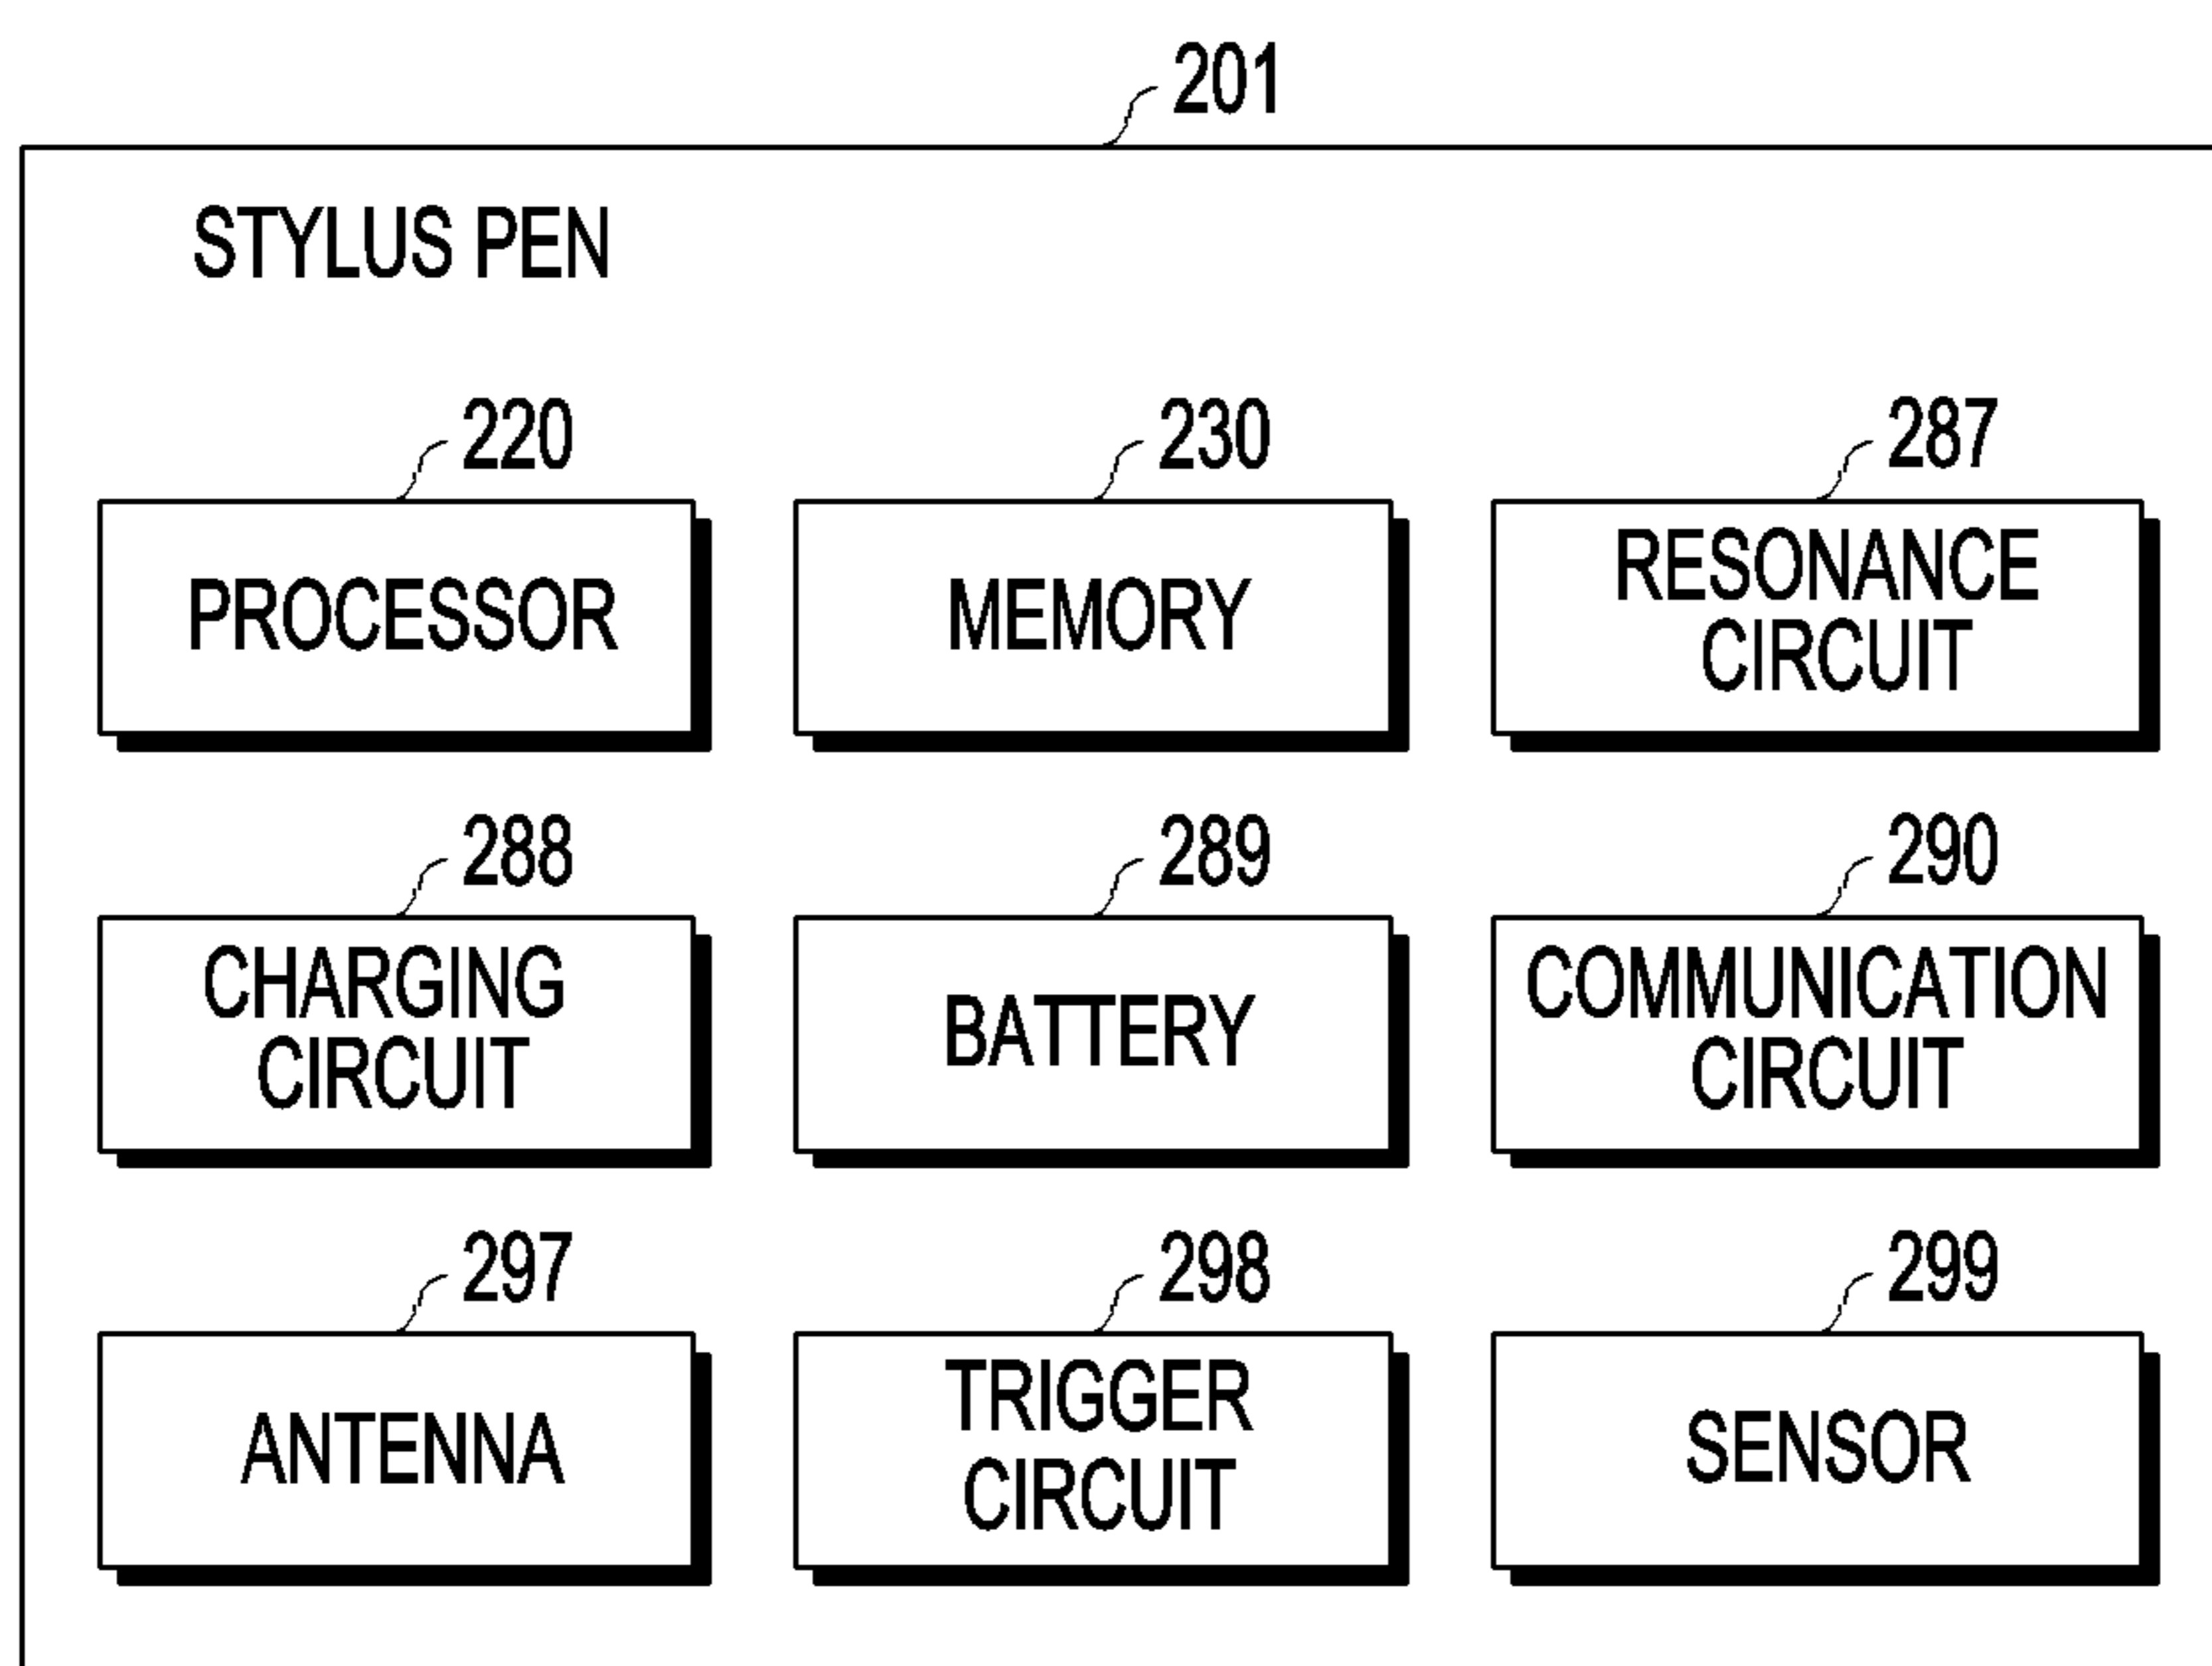 201
STYLUS PEN
220
PROCESSOR
230
MEMORY
287
RESONANCE
CIRCUIT
288
CHARGING
CIRCUIT
289
BATTERY
290
COMMUNICATION
CIRCUIT
297
ANTENNA
298
TRIGGER
CIRCUIT
299
SENSOR